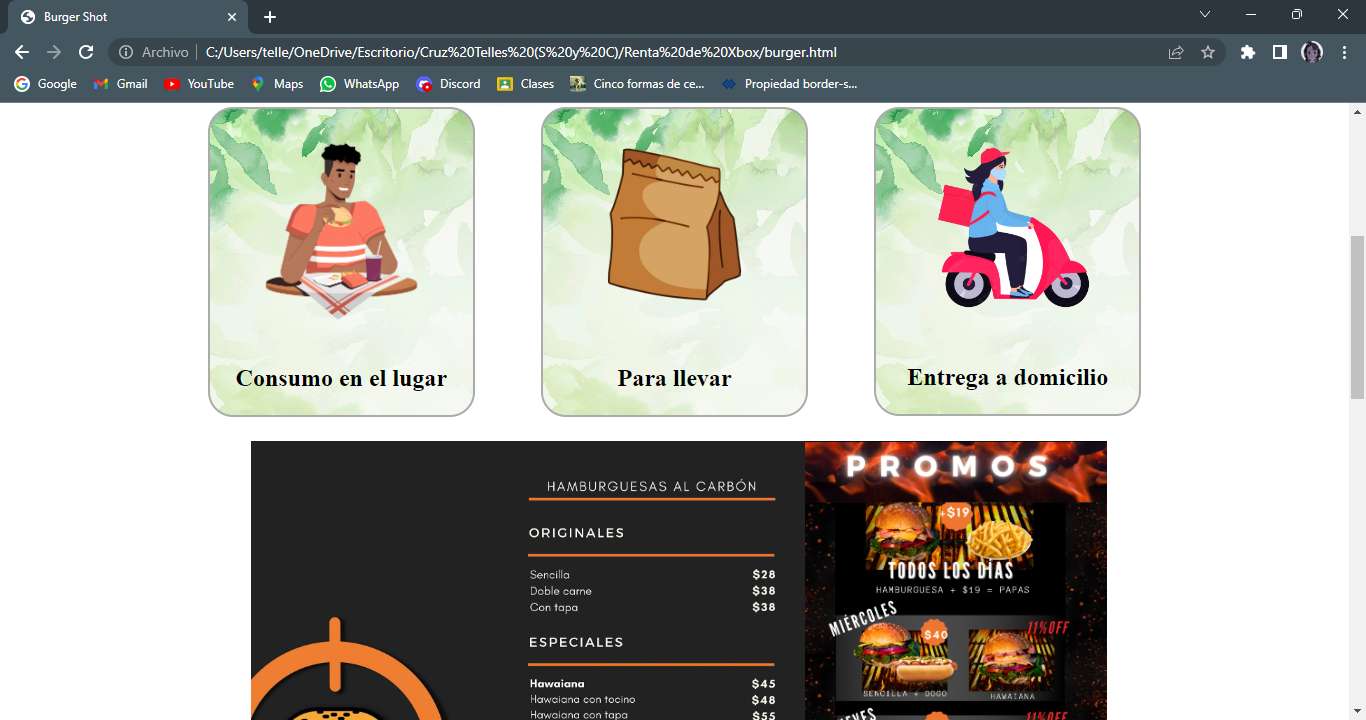 Burger Shot
Archivo
C:/Users/telle/OneDrive/Escritorio/Cruz%20Telles%20(S%20y%20C)/Renta%20de%20Xbox/burger.html
Google
Gmail
YouTube
Maps
WhatsApp
Discord
Clases
Cinco formas de ce...
Propiedad border-s...
Consumo en el lugar
Para llevar
Entrega a domicilio
HAMBURGUESAS AL CARBÓN
ORIGINALES
Sencilla $28
Doble carne $38
Con tapa $38
ESPECIALES
Hawaiana $45
Hawaiana con tocino $48
Hawaiana con tapa $55
PROMOS
+$19
TODOS LOS DÍAS
HAMBURGUESA + $19 = PAPAS
MIÉRCOLES
11%OFF
$40
SENCILLA + DOGO
HAWAIANA
11%OFF